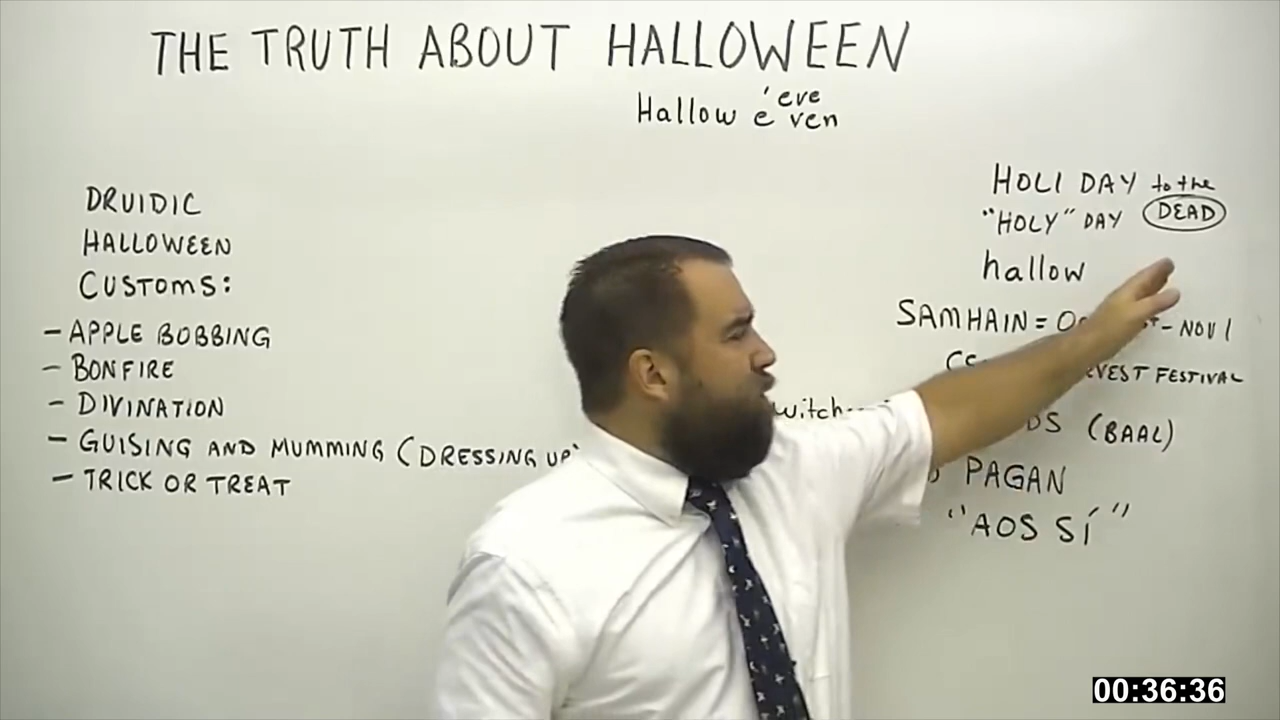 THE TRUTH ABOUT HALLOWEEN
'eve
Hallow e ven
DRUIDIC
HALLOWEEN
CUSTOMS:
- APPLE BOBBING
- BONFIRE
- DIVINATION
- GUISING AND MUMMING (DRESSING UP)
- TRICK OR TREAT
HOLI DAY to the
"HOLY" DAY DEAD
hallow
SAMHAIN = - NOV 1
FESTIVAL
witch
(BAAL)
PAGAN
"AOS SÍ"
00:36:36